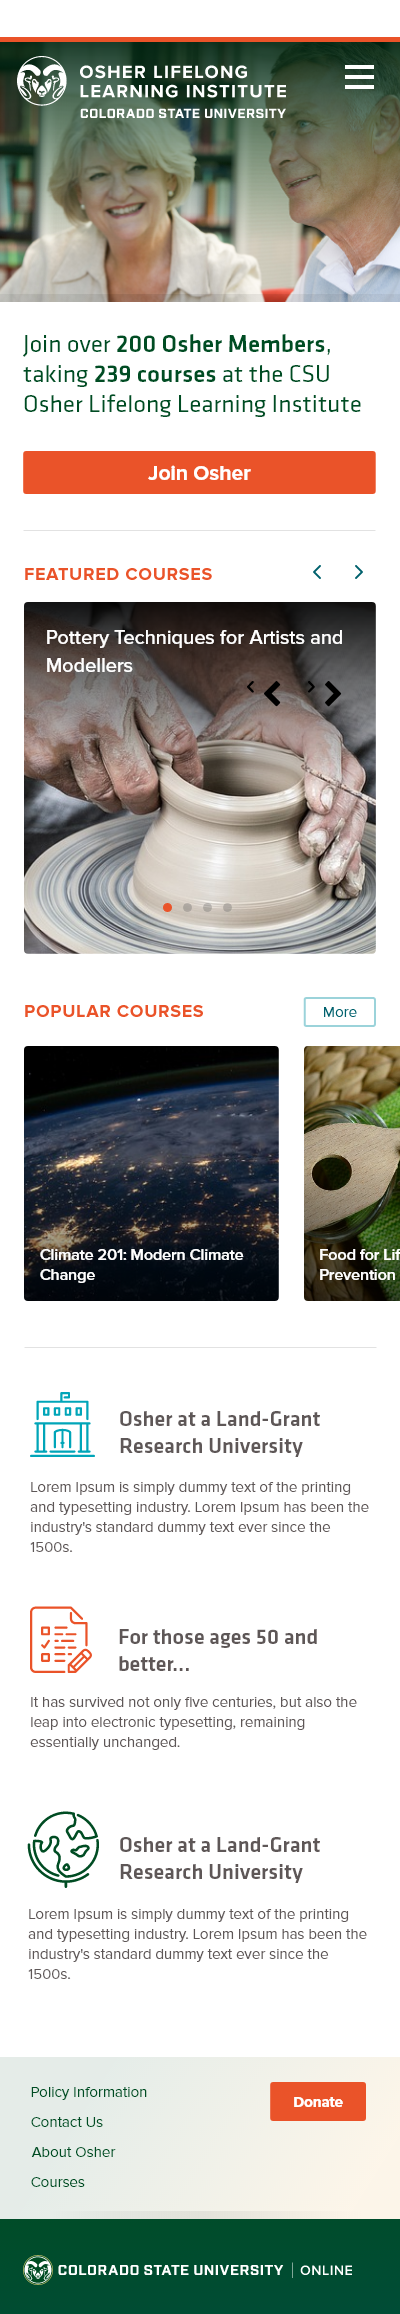 OSHER LIFELONG
LEARNING INSTITUTE
COLORADO STATE UNIVERSITY
Join over 200 Osher Members,
taking 239 courses at the CSU
Osher Lifelong Learning Institute
Join Osher
FEATURED COURSES
Pottery Techniques for Artists and
Modellers
POPULAR COURSES
More
Climate 201: Modern Climate
Change
Food for Lif
Prevention
Osher at a Land-Grant
Research University
Lorem Ipsum is simply dummy text of the printing
and typesetting industry. Lorem Ipsum has been the
industry's standard dummy text ever since the
1500s.
For those ages 50 and
better...
It has survived not only five centuries, but also the
leap into electronic typesetting, remaining
essentially unchanged.
Osher at a Land-Grant
Research University
Lorem Ipsum is simply dummy text of the printing
and typesetting industry. Lorem Ipsum has been the
industry's standard dummy text ever since the
1500s.
Policy Information
Donate
Contact Us
About Osher
Courses
COLORADO STATE UNIVERSITY | ONLINE